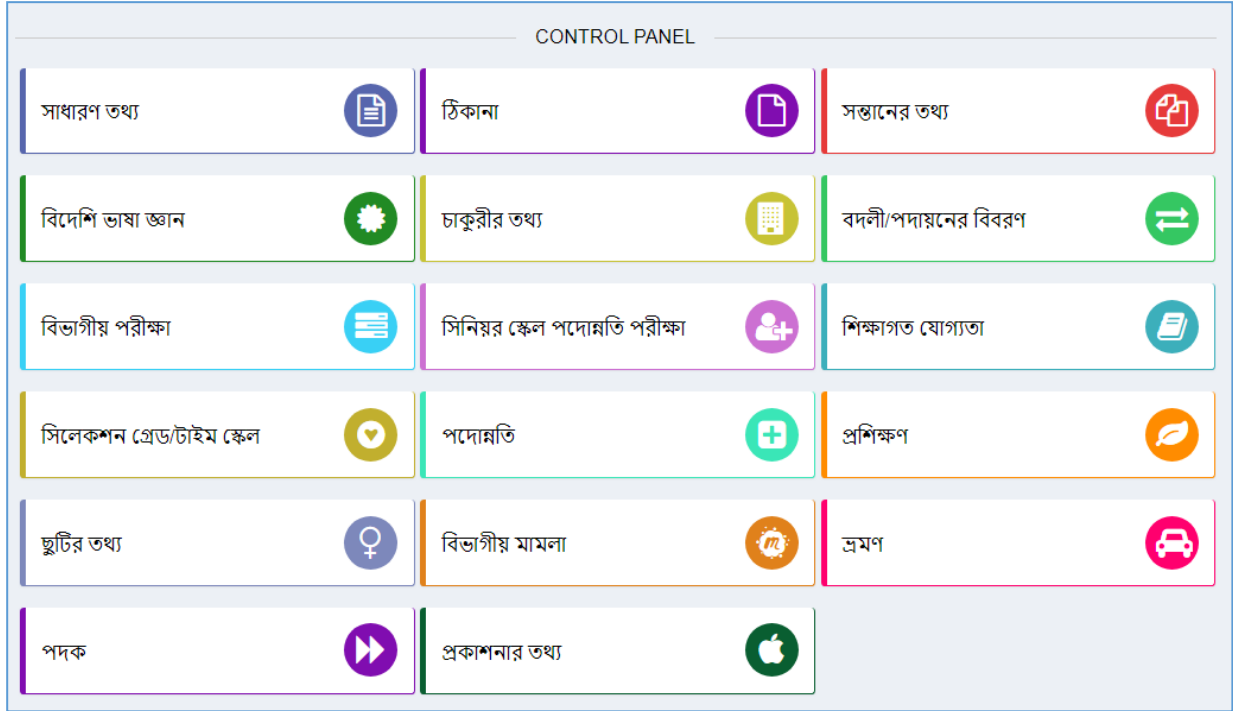 CONTROL PANEL
সাধারণ তথ্য
ঠিকানা
সন্তানের তথ্য
বিদেশি ভাষা জ্ঞান
চাকুরীর তথ্য
বদলী/পদায়নের বিবরণ
বিভাগীয় পরীক্ষা
সিনিয়র স্কেল পদোন্নতি পরীক্ষা
শিক্ষাগত যোগ্যতা
সিলেকশন গ্রেড/টাইম স্কেল
পদোন্নতি
প্রশিক্ষণ
ছুটির তথ্য
বিভাগীয় মামলা
ভ্রমণ
পদক
প্রকাশনার তথ্য